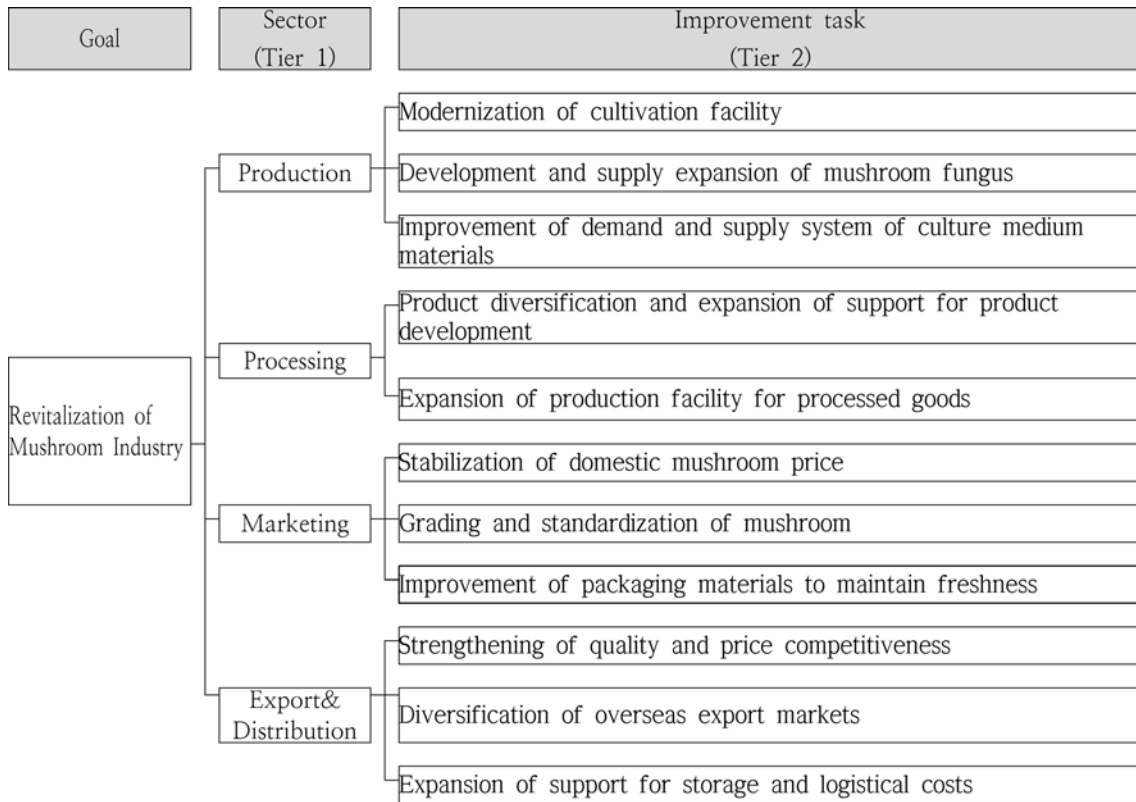 Goal
Sector
(Tier 1)
Improvement task
(Tier 2)
Revitalization of
Mushroom Industry
Production
Modernization of cultivation facility
Development and supply expansion of mushroom fungus
Improvement of demand and supply system of culture medium
materials
Processing
Product diversification and expansion of support for product
development
Expansion of production facility for processed goods
Marketing
Stabilization of domestic mushroom price
Grading and standardization of mushroom
Improvement of packaging materials to maintain freshness
Export&
Distribution
Strengthening of quality and price competitiveness
Diversification of overseas export markets
Expansion of support for storage and logistical costs